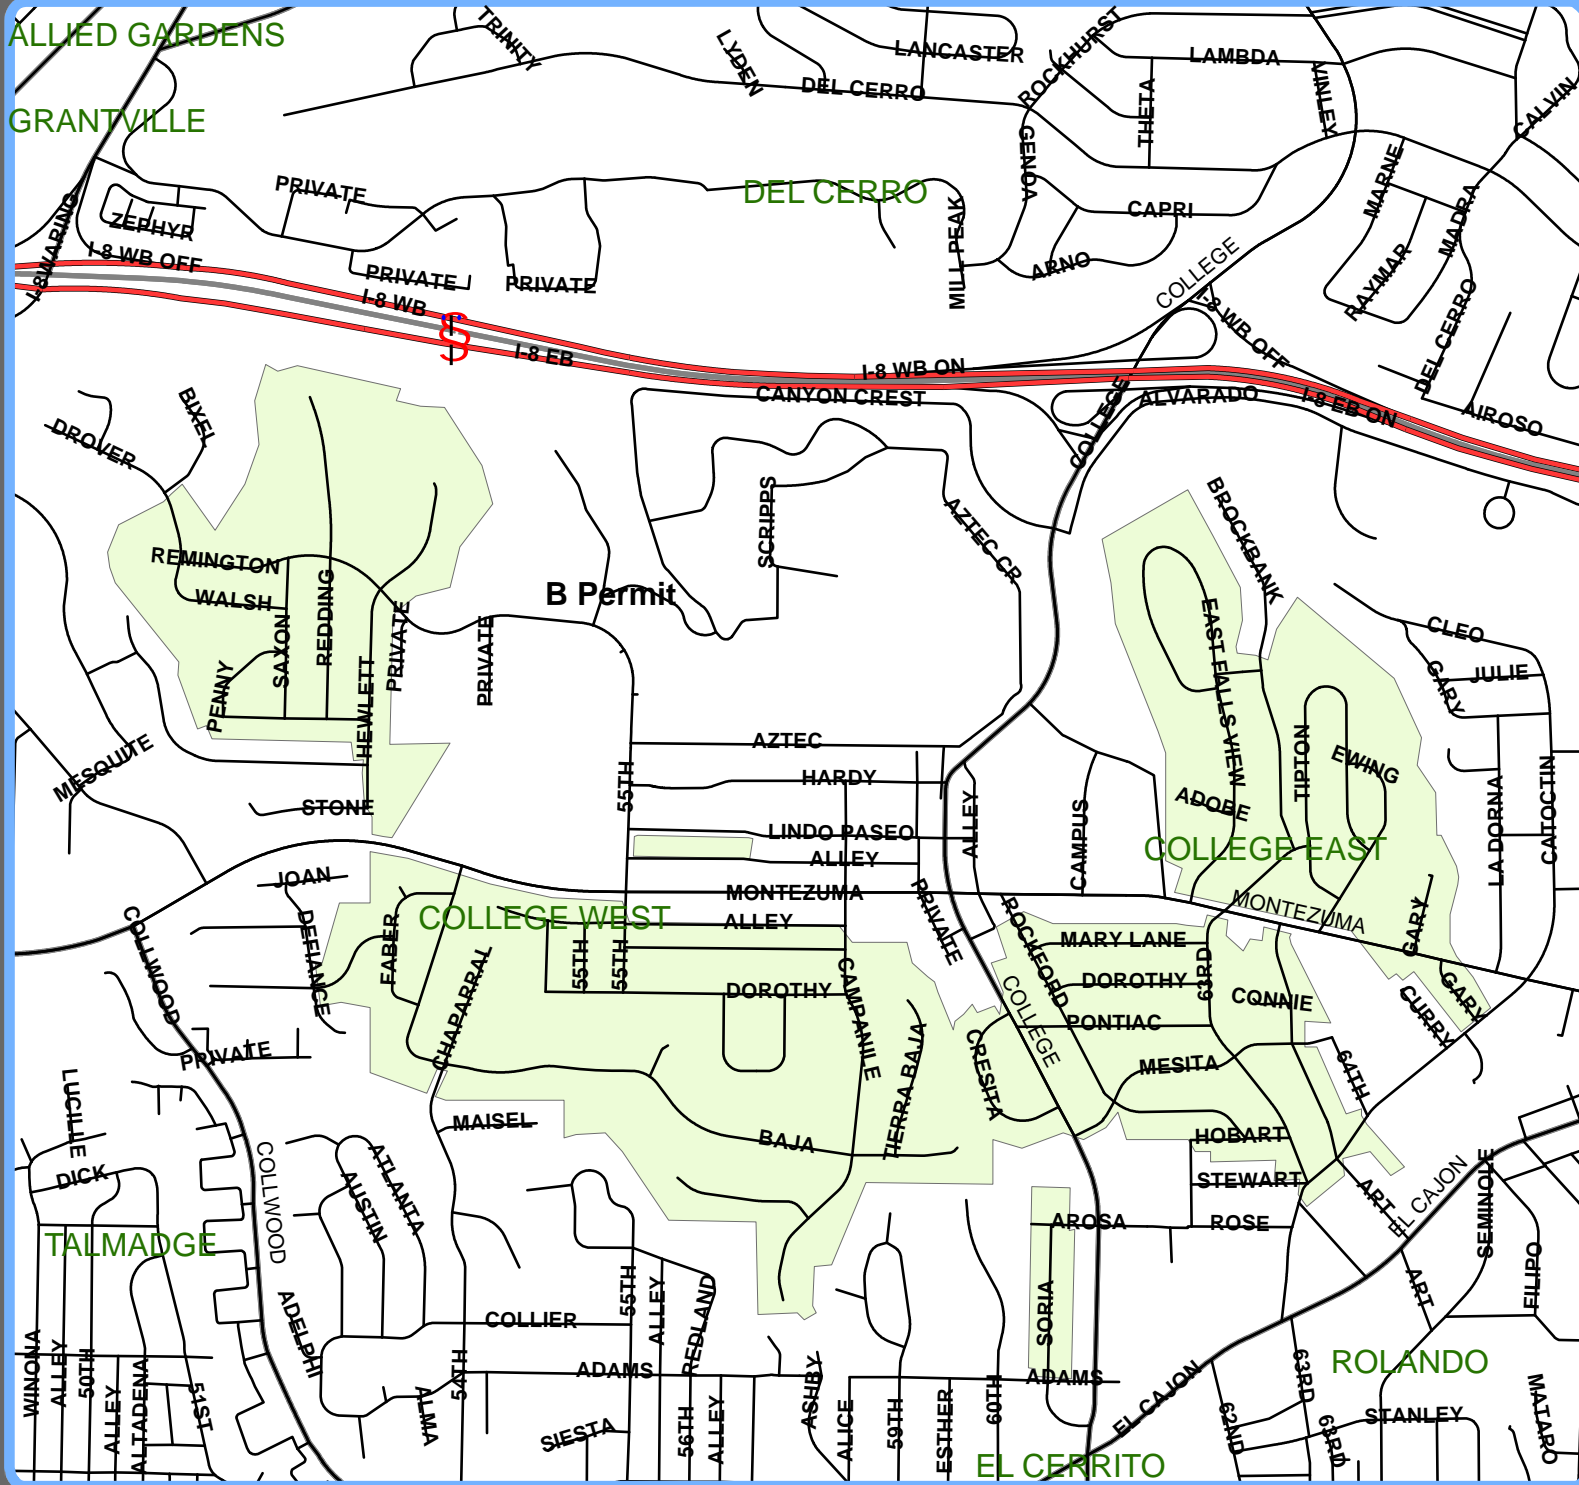 ALLIED GARDENS
TRINITY
LYDEN
LANCASTER
ROCKHURST
LAMBDA
DEL CERRO
VINLEY
THETA
CALVIN
GRANTVILLE
GENOA
MARNE
PRIVATE
DEL CERRO
MILL PEAK
CAPRI
MADRA
ZEPHYR
I-8
WARING
I-8 WB OFF
PRIVATE
PRIVATE
I-8 WB
ARNO
COLLEGE
RAYMAR
DEL CERRO
I-8 WB OFF
I-8 EB
I-8 WB ON
CANYON CREST
COLLEGE
ALVARADO
I-8 EB ON
AIROSO
BIXEL
DROVER
SCRIPPS
AZTEC CR
BROCKBANK
REMINGTON
WALSH
SAXON
REDDING
PRIVATE
PRIVATE
B Permit
EAST FALLS VIEW
CLEO
JULIE
GARY
PENNY
HEWLETT
MESQUITE
STONE
AZTEC
HARDY
55TH
LINDO PASEO
ALLEY
ALLEY
CAMPUS
ADOBE
TIPTON
EWING
LA DORNA
CATOCTIN
COLLEGE EAST
JOAN
MONTEZUMA
PRIVATE
MONTEZUMA
COLLWOOD
DEFIANCE
FABER
COLLEGE WEST
ALLEY
ROCKFORD
MARY LANE
63RD
GARY
GARY
CHAPARRAL
55TH
55TH
DOROTHY
CAMPANILE
DOROTHY
CONNIE
CURRY
COLLEGE
PONTIAC
PRIVATE
TIERRA BAJA
CRESITA
MESITA
64TH
LUCILLE
MAISEL
BAJA
HOBART
DICK
COLLWOOD
AUSTIN
ATLANTA
STEWART
ART
EL CAJON
SEMINOLE
TALMADGE
AROSA
ROSE
ADELPHI
COLLIER
55TH
ALLEY
REDLAND
SORIA
ART
FILIPO
WINONA
ALLEY
50TH
ALLEY
ALTADENA
51ST
54TH
ALMA
ADAMS
ADAMS
EL CAJON
63RD
ROLANDO
SIESTA
56TH
ALLEY
ASHBY
ALICE
59TH
ESTHER
60TH
62ND
63RD
STANLEY
MATARO
EL CERRITO